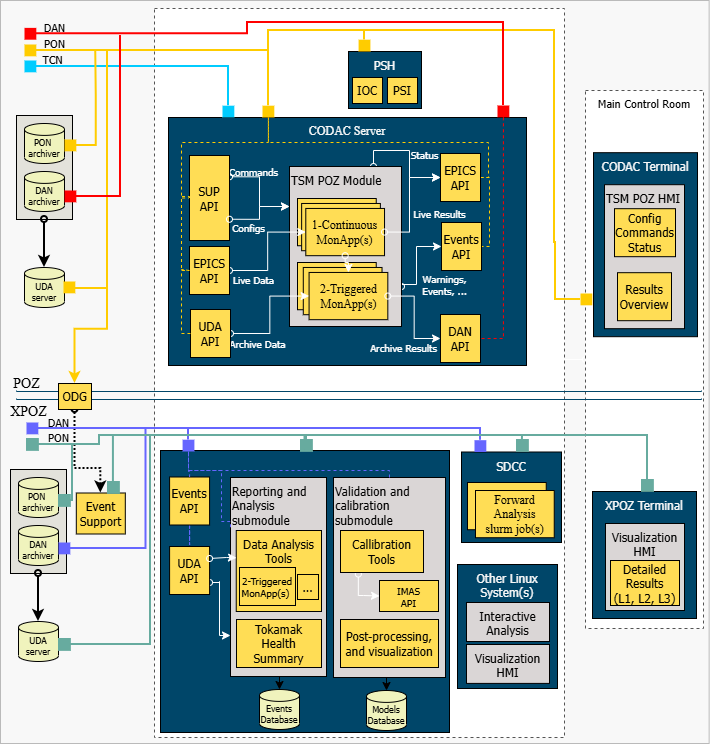 DAN
PON
TCN
PSH
IOC
PSI
Main Control Room
PON
archiver
DAN
archiver
UDA
server
CODAC Server
SUP
API
Commands
Configs
EPICS
API
Live Data
UDA
API
Archive Data
TSM POZ Module
1-Continuous
MonApp(s)
2-Triggered
MonApp(s)
Status
EPICS
API
Live Results
Events
API
Warnings,
Events, ...
DAN
API
Archive Results
CODAC Terminal
TSM POZ HMI
Config
Commands
Status
Results
Overview
POZ
ODG
XPOZ
DAN
PON
PON
archiver
DAN
archiver
Event
Support
UDA
server
Events
API
UDA
API
Reporting and
Analysis
submodule
Data Analysis
Tools
2-Triggered
MonApp(s)
...
Tokamak
Health
Summary
Events
Database
Validation and
calibration
submodule
Callibration
Tools
IMAS
API
Post-processing,
and visualization
Models
Database
SDCC
Forward
Analysis
slurm job(s)
Other Linux
System(s)
Interactive
Analysis
Visualization
HMI
XPOZ Terminal
Visualization
HMI
Detailed
Results
(L1, L2, L3)